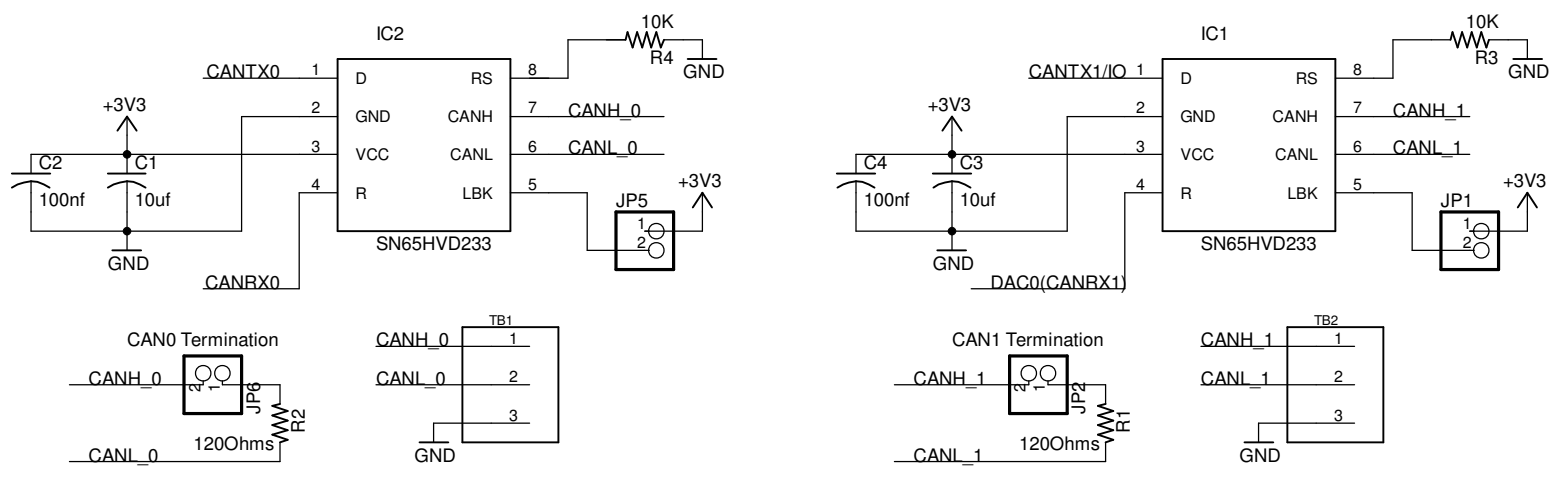 IC2
10K
R4
GND
CANTX0
1
D
RS
8
+3V3
2
GND
CANH
7
CANH_0
3
VCC
CANL
6
CANL_0
C2
C1
100nf
10uf
4
R
LBK
5
+3V3
JP5
1
2
SN65HVD233
GND
CANRX0
CAN0 Termination
CANH_0
2
1
JP6
R2
120Ohms
CANL_0
TB1
CANH_0
1
CANL_0
2
3
GND
IC1
10K
R3
GND
CANTX1/IO
1
D
RS
8
+3V3
2
GND
CANH
7
CANH_1
3
VCC
CANL
6
CANL_1
C4
C3
100nf
10uf
4
R
LBK
5
+3V3
JP1
1
2
SN65HVD233
GND
DAC0(CANRX1)
CAN1 Termination
CANH_1
2
1
JP2
R1
120Ohms
CANL_1
TB2
CANH_1
1
CANL_1
2
3
GND